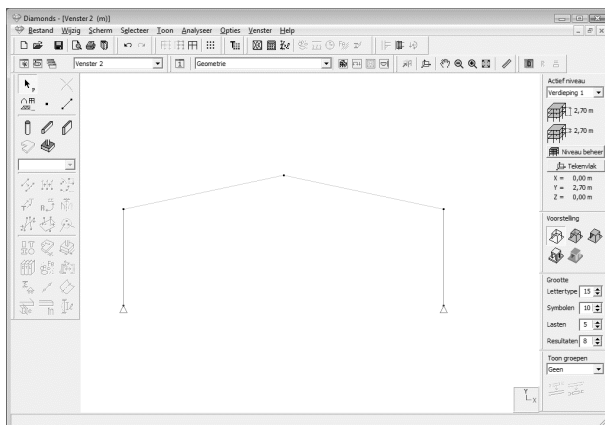 Diamonds - [Venster 2 (m)]
Bestand Wijzig Scherm Selecteer Toon Analyseer Opties Venster Help
Venster 2
Geometrie
Actief niveau
Verdieping 1
2,70 m
2,70 m
Niveau beheer
Tekenvlak
X = 0,00 m
Y = 2,70 m
Z = 0,00 m
Voorstelling
Grootte
Lettertype 15
Symbolen 10
Lasten 5
Resultaten 8
Toon groepen
Geen
Y
X